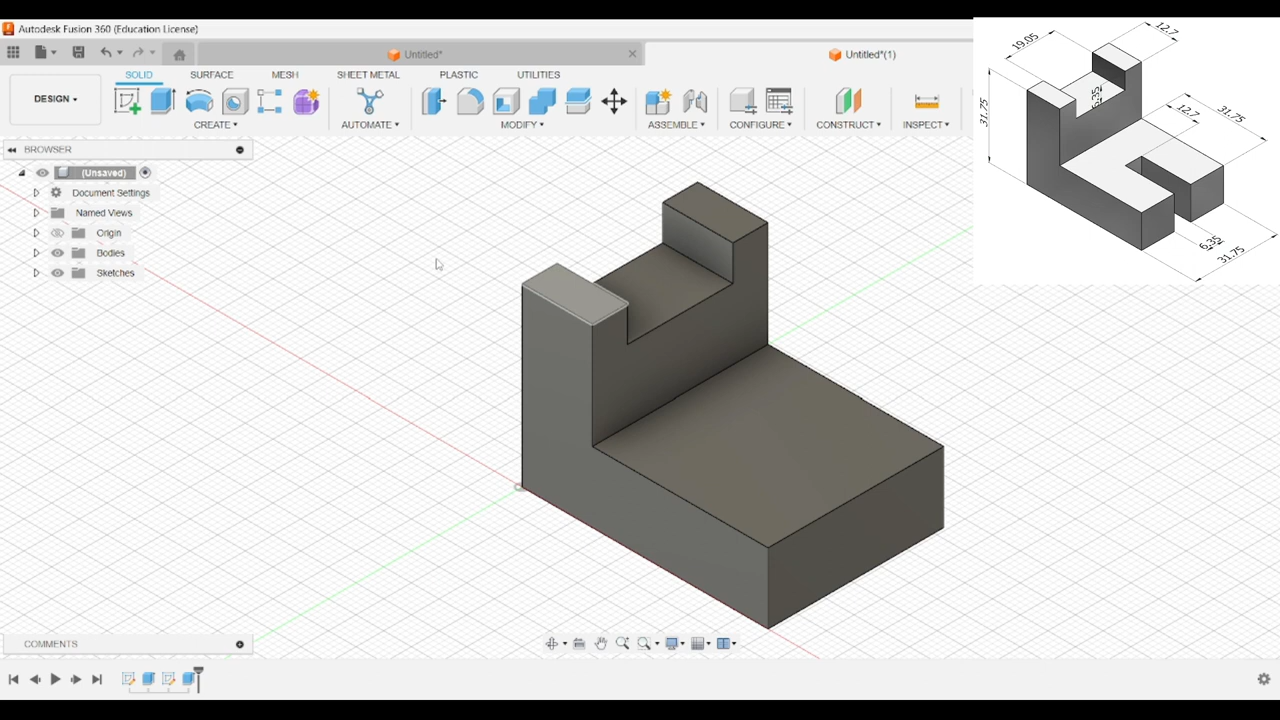 Autodesk Fusion 360 (Education License)
Untitled*
Untitled*(1)
SOLID SURFACE MESH SHEET METAL PLASTIC UTILITIES
DESIGN
CREATE AUTOMATE MODIFY ASSEMBLE CONFIGURE CONSTRUCT INSPECT
BROWSER
(Unsaved)
Document Settings
Named Views
Origin
Bodies
Sketches
COMMENTS
12.7
19.05
31.75
6.35
12.7
31.75
6.35
31.75